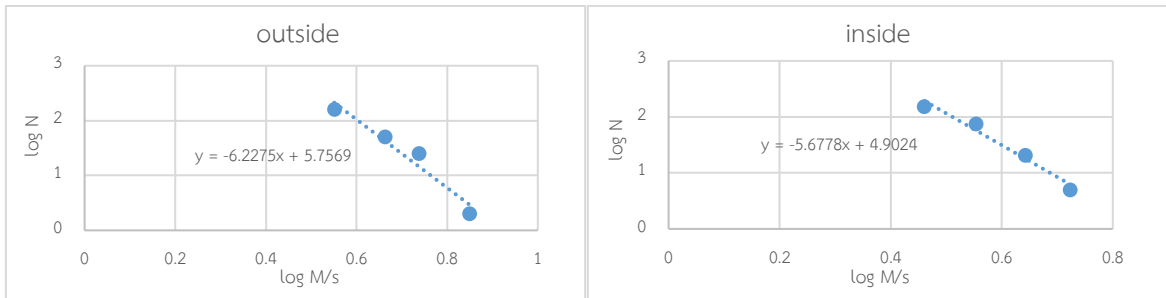 outside
3
2
1
0
log N
y = -6.2275x + 5.7569
0 0.2 0.4 0.6 0.8 1
log M/s
inside
3
2
1
0
log N
y = -5.6778x + 4.9024
0 0.2 0.4 0.6 0.8
log M/s